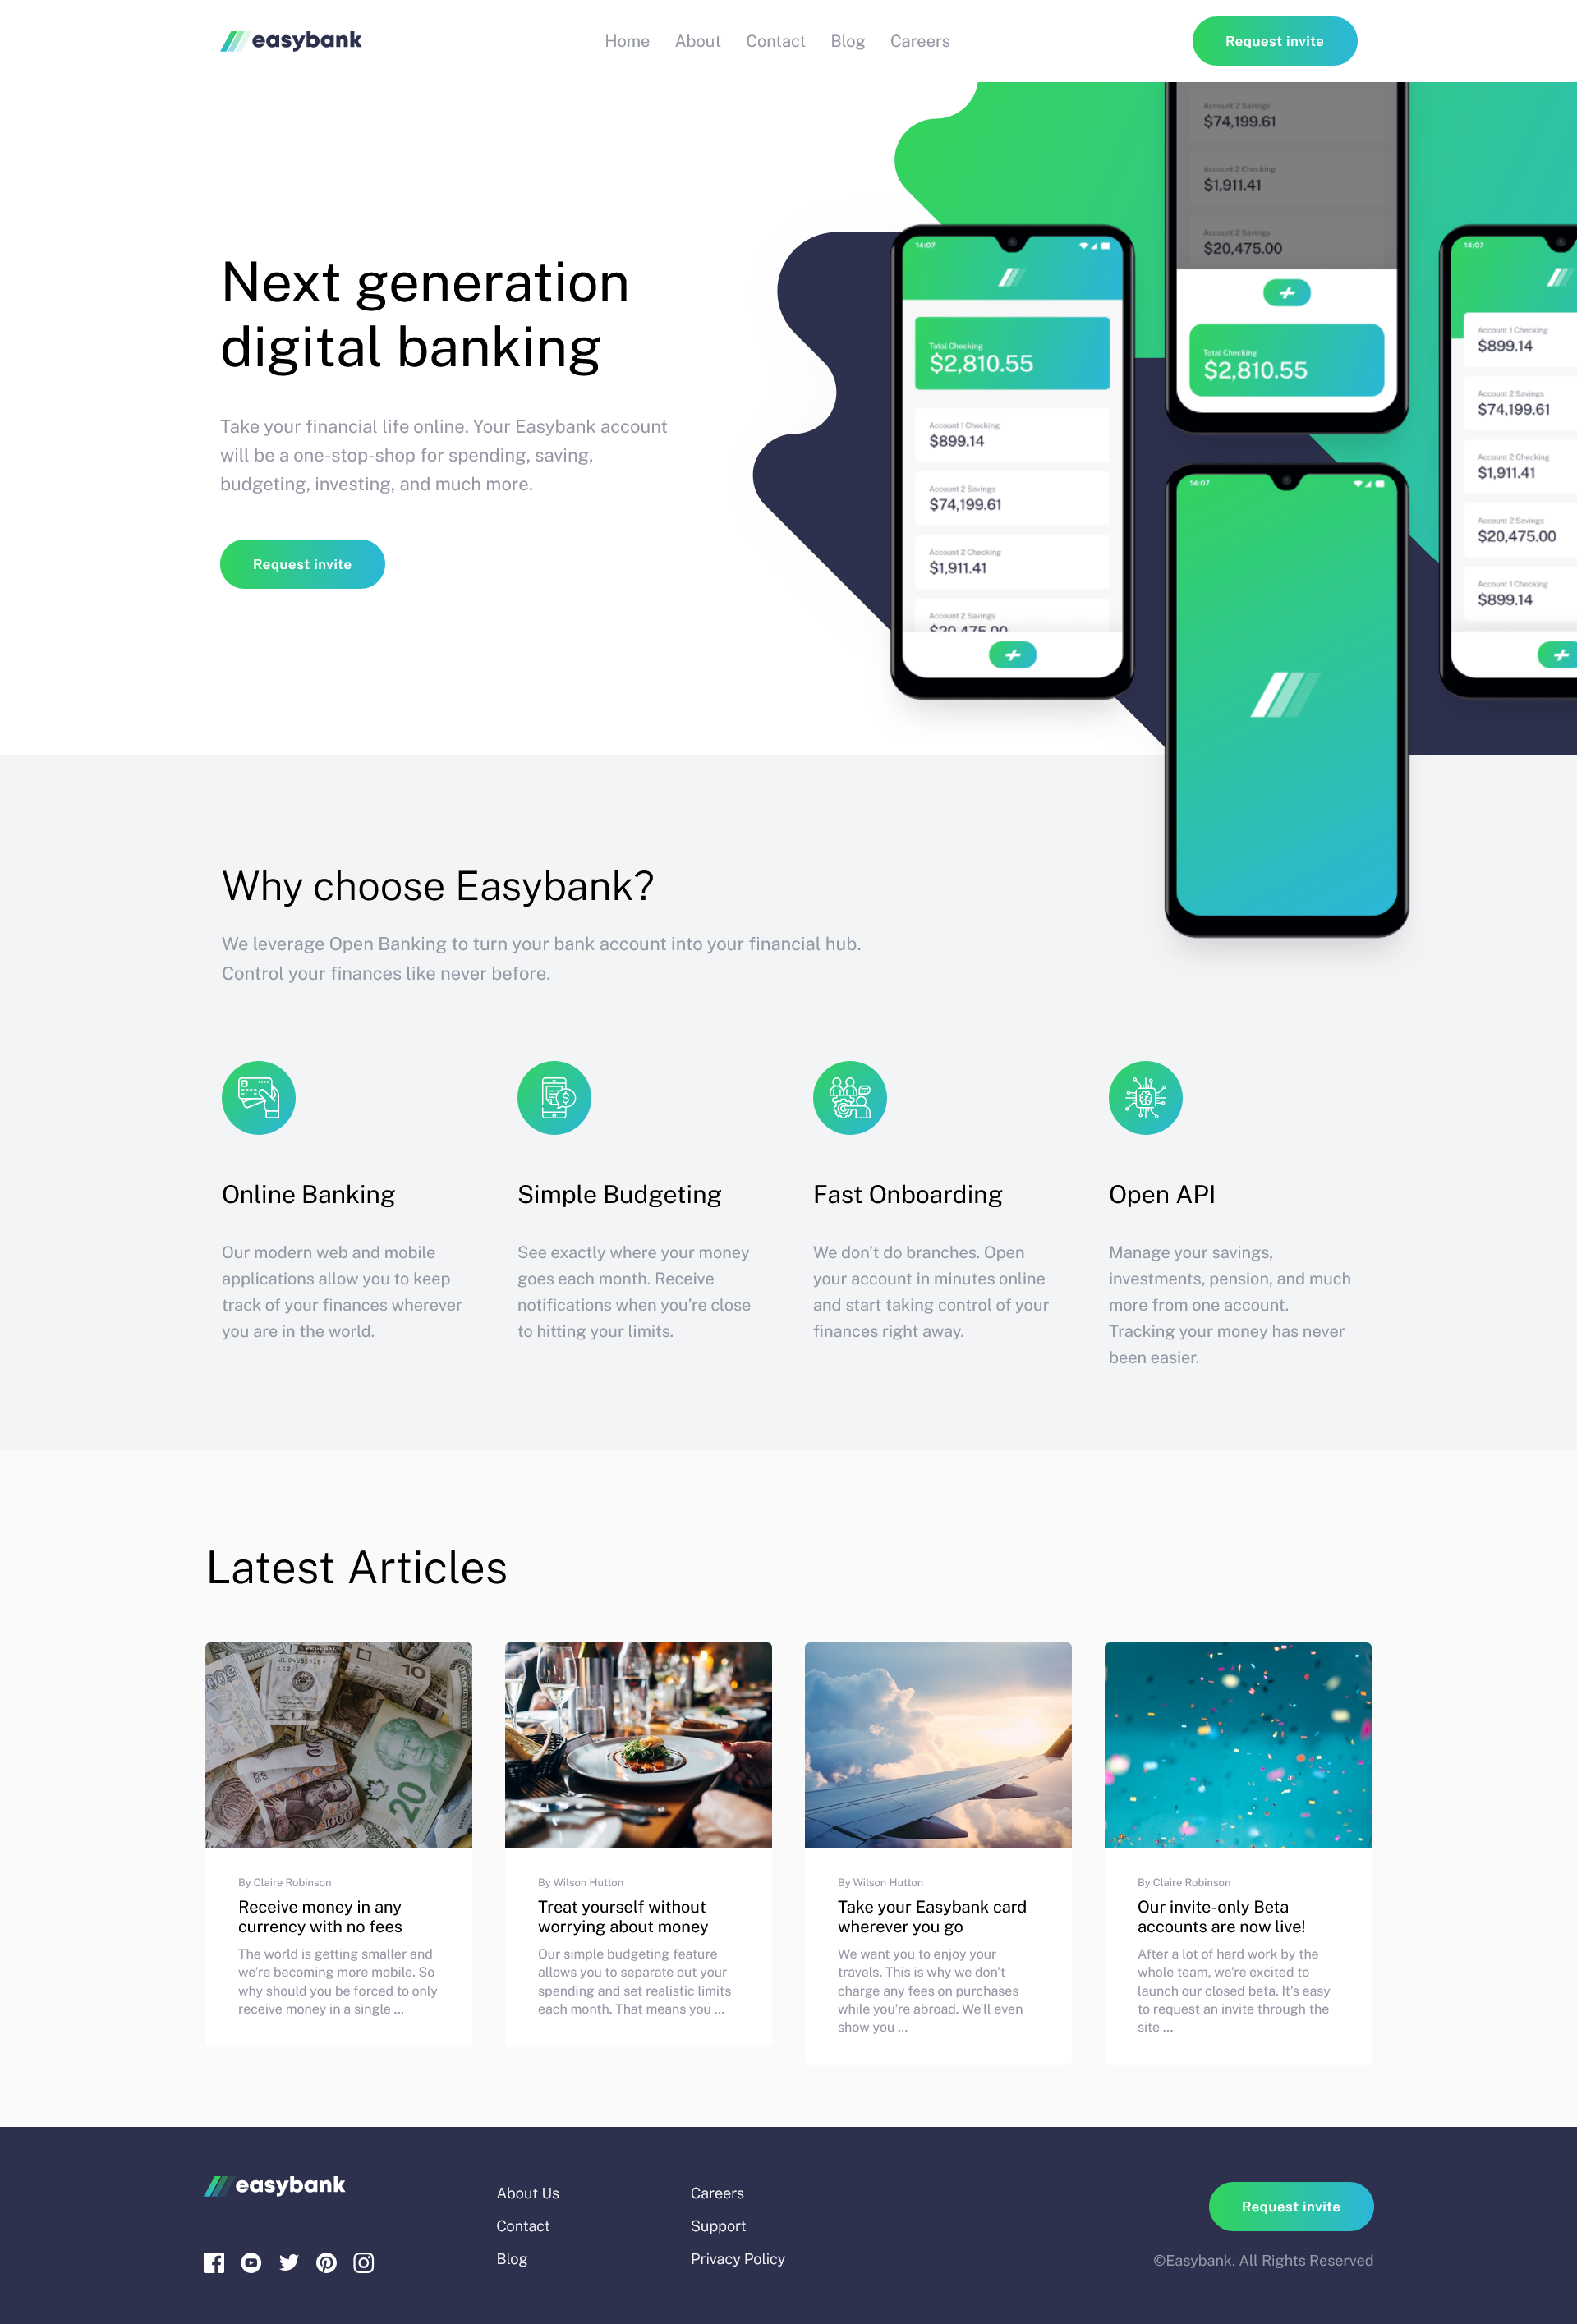 easybank
Home About Contact Blog Careers
Request invite
Next generation
digital banking
Take your financial life online. Your Easybank account
will be a one-stop-shop for spending, saving,
budgeting, investing, and much more.
Request invite
14:07
Total Checking
$2,810.55
Account 1 Checking
$899.14
Account 2 Savings
$74,199.61
Account 2 Checking
$1,911.41
Account 2 Savings
$20,475.00
Account 2 Savings
$74,199.61
Account 2 Checking
$1,911.41
Account 2 Savings
$20,475.00
Total Checking
$2,810.55
14:07
14:07
Account 1 Checking
$899.14
Account 2 Savings
$74,199.61
Account 2 Checking
$1,911.41
Account 2 Savings
$20,475.00
Account 1 Checking
$899.14
Why choose Easybank?
We leverage Open Banking to turn your bank account into your financial hub.
Control your finances like never before.
Online Banking
Our modern web and mobile
applications allow you to keep
track of your finances wherever
you are in the world.
Simple Budgeting
See exactly where your money
goes each month. Receive
notifications when you're close
to hitting your limits.
Fast Onboarding
We don't do branches. Open
your account in minutes online
and start taking control of your
finances right away.
Open API
Manage your savings,
investments, pension, and much
more from one account.
Tracking your money has never
been easier.
Latest Articles
10
20
1000
By Claire Robinson
Receive money in any
currency with no fees
The world is getting smaller and
we're becoming more mobile. So
why should you be forced to only
receive money in a single ...
By Wilson Hutton
Treat yourself without
worrying about money
Our simple budgeting feature
allows you to separate out your
spending and set realistic limits
each month. That means you ...
By Wilson Hutton
Take your Easybank card
wherever you go
We want you to enjoy your
travels. This is why we don't
charge any fees on purchases
while you're abroad. We'll even
show you ...
By Claire Robinson
Our invite-only Beta
accounts are now live!
After a lot of hard work by the
whole team, we're excited to
launch our closed beta. It's easy
to request an invite through the
site ...
easybank
About Us
Contact
Blog
Careers
Support
Privacy Policy
Request invite
©Easybank. All Rights Reserved